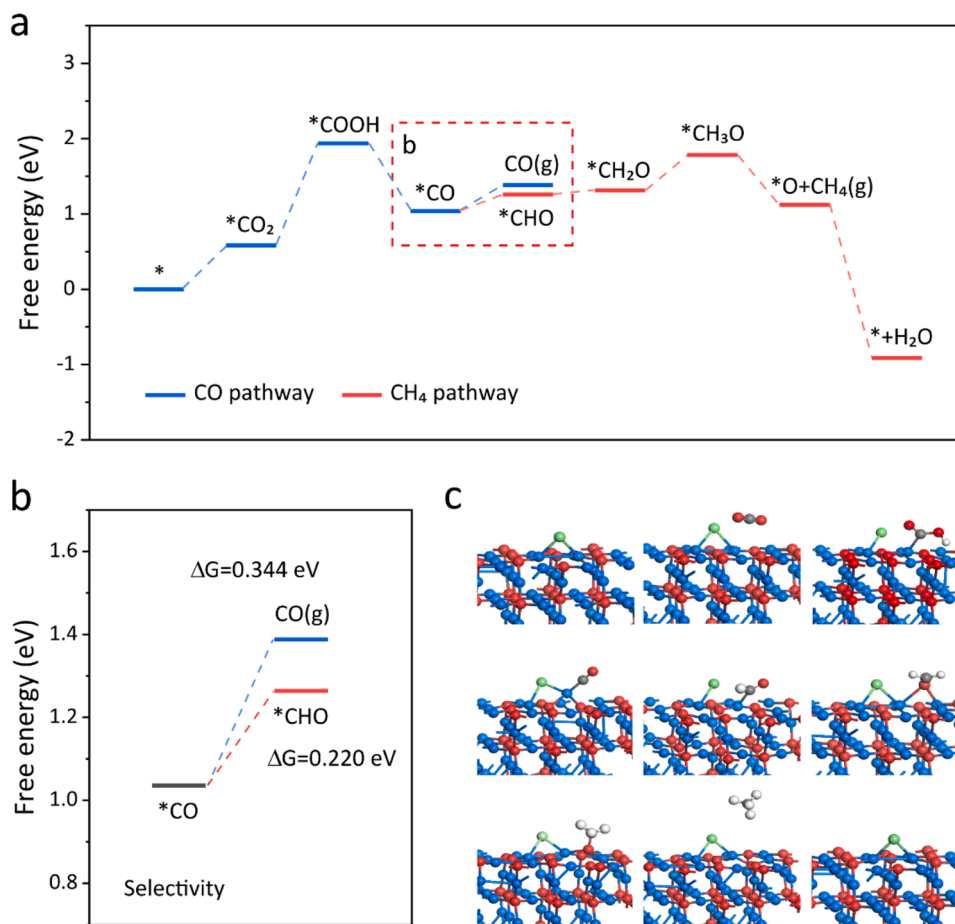 a
Free energy (eV)
3
2
1
0
-1
-2
*
*CO₂
*COOH
b
*CO
CO(g)
*CHO
*CH₂O
*CH₃O
*O+CH₄(g)
*+H₂O
CO pathway
CH₄ pathway
b
Free energy (eV)
1.6
1.4
1.2
1.0
0.8
ΔG=0.344 eV
CO(g)
*CHO
ΔG=0.220 eV
*CO
Selectivity
c